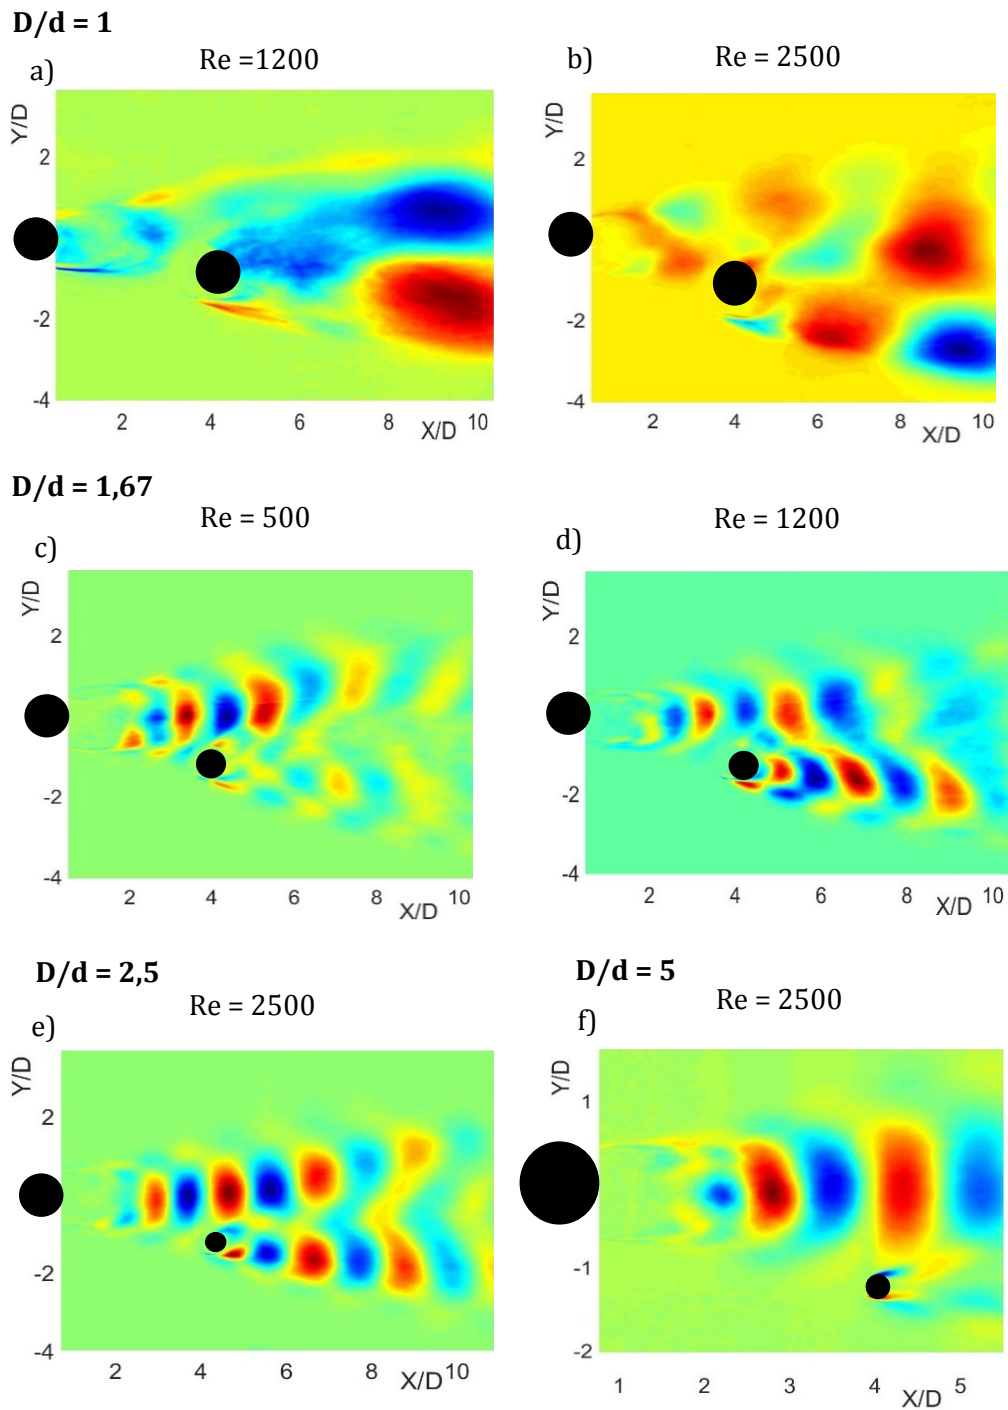 D/d = 1
Re =1200
Re = 2500
a)
b)
Y/D
2
-2
-4
2
4
6
8
X/D
10
Y/D
2
-2
-4
2
4
6
8
10
X/D
D/d = 1,67
Re = 500
Re = 1200
c)
d)
Y/D
2
-2
-4
2
4
6
8
10
X/D
Y/D
2
-2
-4
2
4
6
8
10
X/D
D/d = 2,5
D/d = 5
Re = 2500
Re = 2500
e)
f)
Y/D
2
-2
-4
2
4
6
8
X/D
10
Y/D
1
-1
-2
1
2
3
4
5
X/D